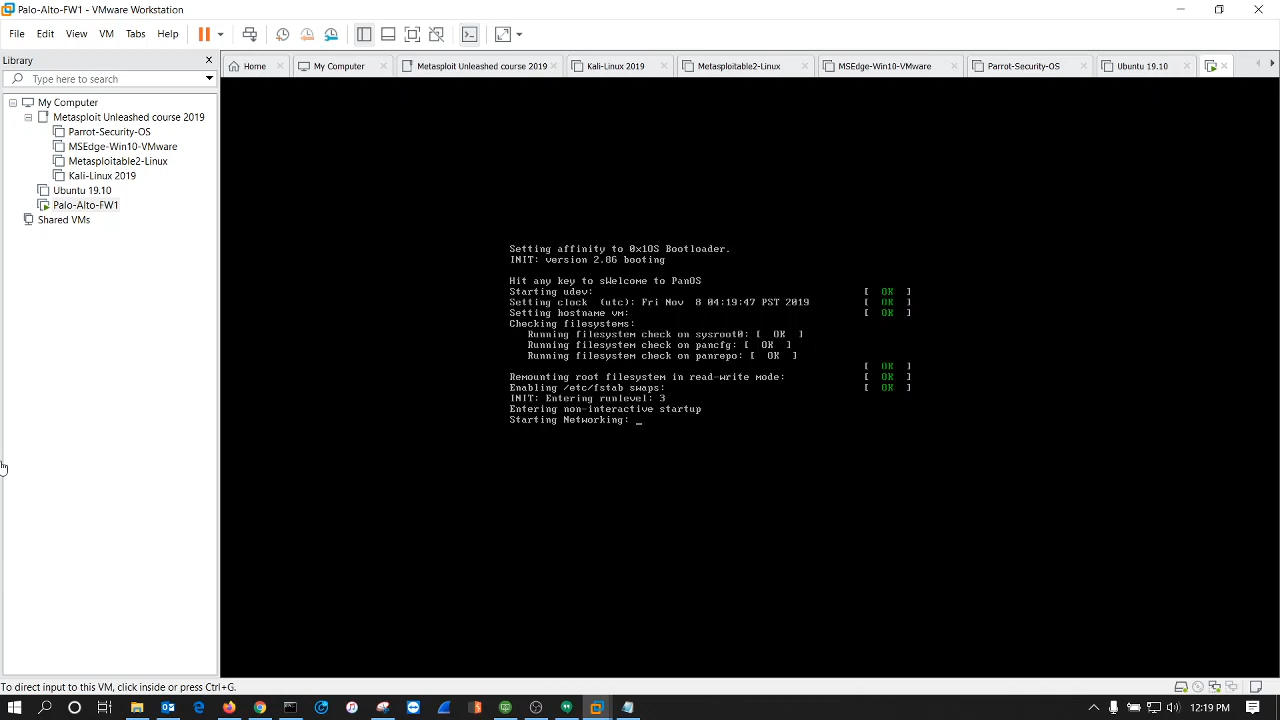 Palo-Alto-FW1 - VMware Workstation
File Edit View VM Tabs Help
Library
Type here to search
Home
My Computer
Metasploit Unleashed course 2019
Kali-Linux 2019
Metasploitable2-Linux
MSEdge-Win10-VMware
Parrot-Security-OS
Ubuntu 19.10
My Computer
Metasploit Unleashed course 2019
Parrot-Security-OS
MSEdge-Win10-VMware
Metasploitable2-Linux
Kali-Linux 2019
Ubuntu 19.10
Palo-Alto-FW1
Shared VMs
Setting affinity to 0x1OS Bootloader.
INIT: version 2.86 booting
Hit any key to sWelcome to PanOS
Starting udev: [ OK ]
Setting clock (utc): Fri Nov 8 04:19:47 PST 2019 [ OK ]
Setting hostname vm: [ OK ]
Checking filesystems:
Running filesystem check on sysroot0: [ OK ]
Running filesystem check on pancfg: [ OK ]
Running filesystem check on panrepo: [ OK ]
[ OK ]
Remounting root filesystem in read-write mode: [ OK ]
Enabling /etc/fstab swaps: [ OK ]
INIT: Entering runlevel: 3
Entering non-interactive startup
Starting Networking: _
To direct input to this VM, click inside or press Ctrl+G.
12:19 PM